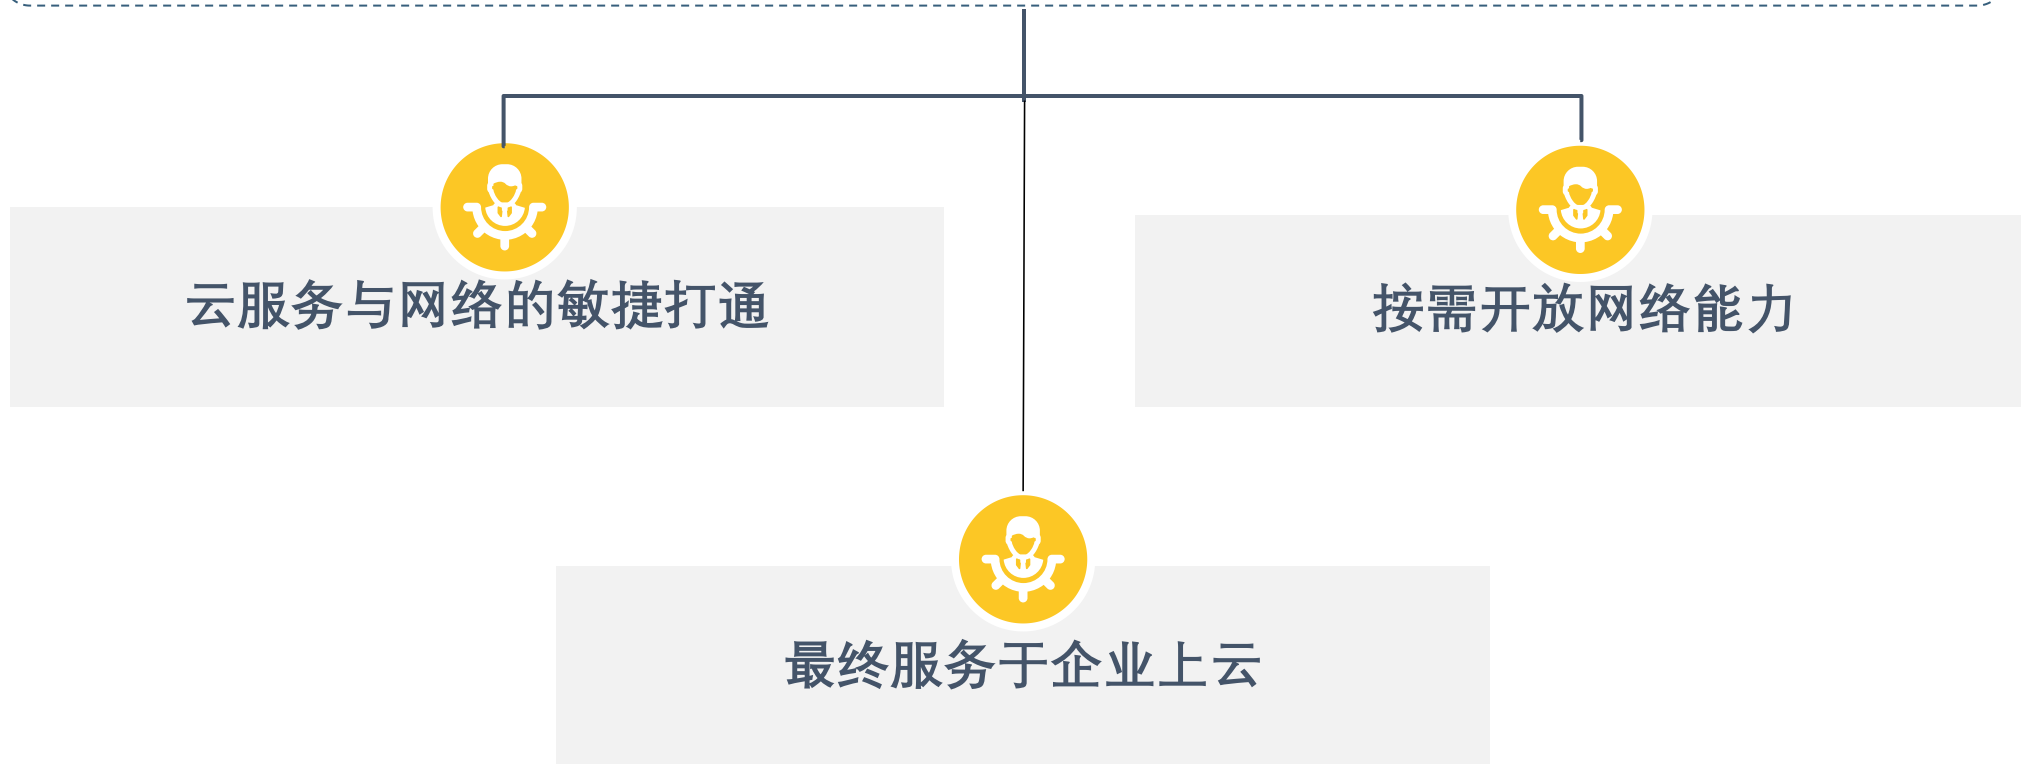 云服务与网络的敏捷打通
按需开放网络能力
最终服务于企业上云